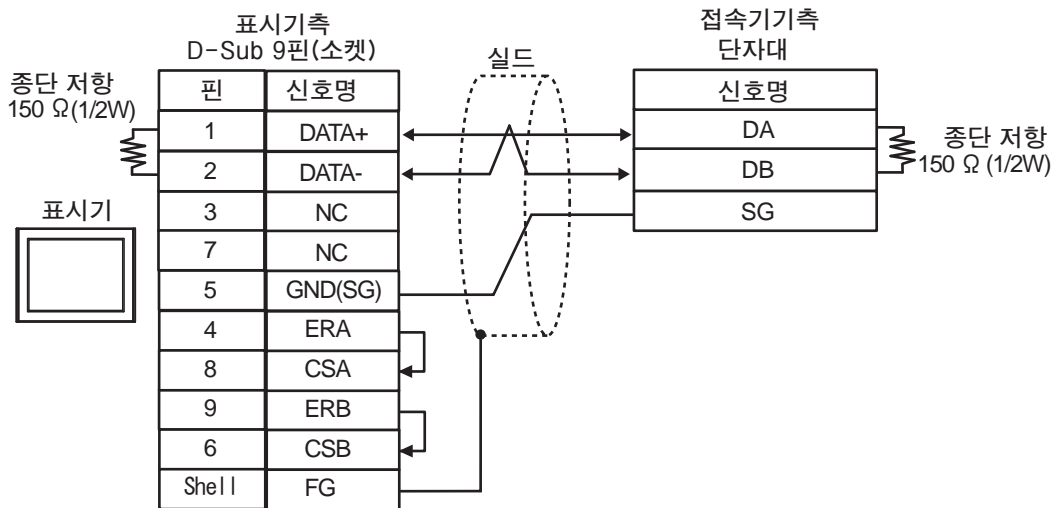 표시기측
D-Sub 9핀(소켓)
접속기기측
단자대
실드
종단 저항
150 Ω(1/2W)
핀 신호명
1 DATA+
2 DATA-
3 NC
7 NC
5 GND(SG)
4 ERA
8 CSA
9 ERB
6 CSB
Shell FG
표시기
신호명
DA
DB
SG
종단 저항
150 Ω (1/2W)